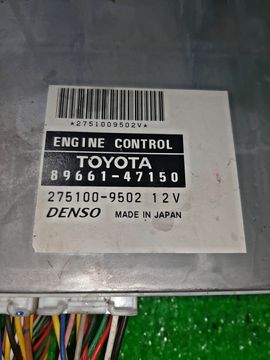 *2751009502V*
ENGINE CONTROL
TOYOTA
89661-47150
275100-9502 12V
DENSO MADE IN JAPAN